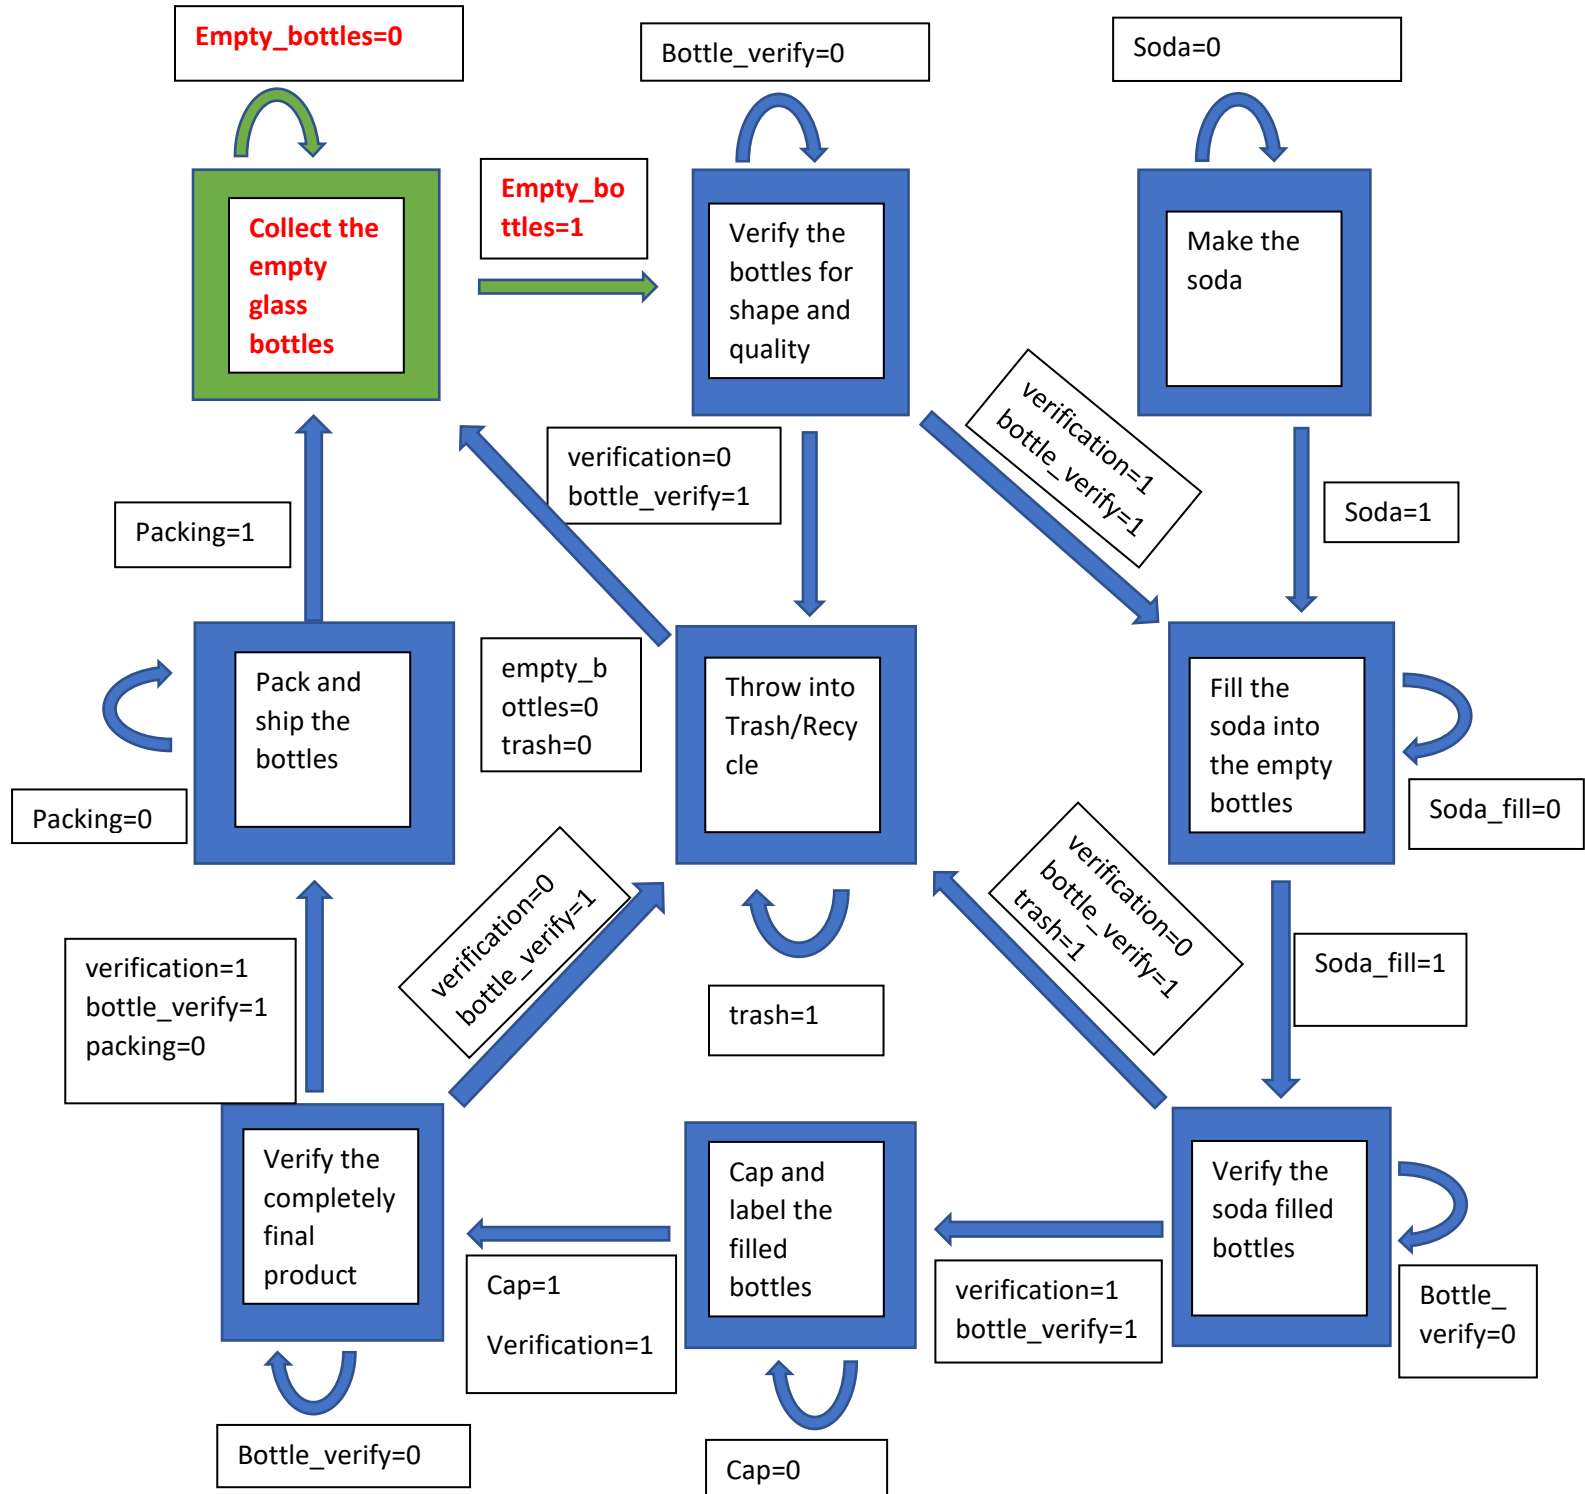 Empty_bottles=0
Bottle_verify=0
Soda=0
Collect the
empty
glass
bottles
Empty_bo
ttles=1
Verify the
bottles for
shape and
quality
Make the
soda
verification=0
bottle_verify=1
verification=1
bottle_verify=1
Soda=1
Packing=1
Pack and
ship the
bottles
empty_b
ottles=0
trash=0
Throw into
Trash/Recy
cle
Fill the
soda into
the empty
bottles
Packing=0
Soda_fill=0
verification=1
bottle_verify=1
packing=0
verification=0
bottle_verify=1
trash=1
verification=0
bottle_verify=1
trash=1
Soda_fill=1
Verify the
completely
final
product
Cap=1
Verification=1
Cap and
label the
filled
bottles
verification=1
bottle_verify=1
Verify the
soda filled
bottles
Bottle_
verify=0
Bottle_verify=0
Cap=0